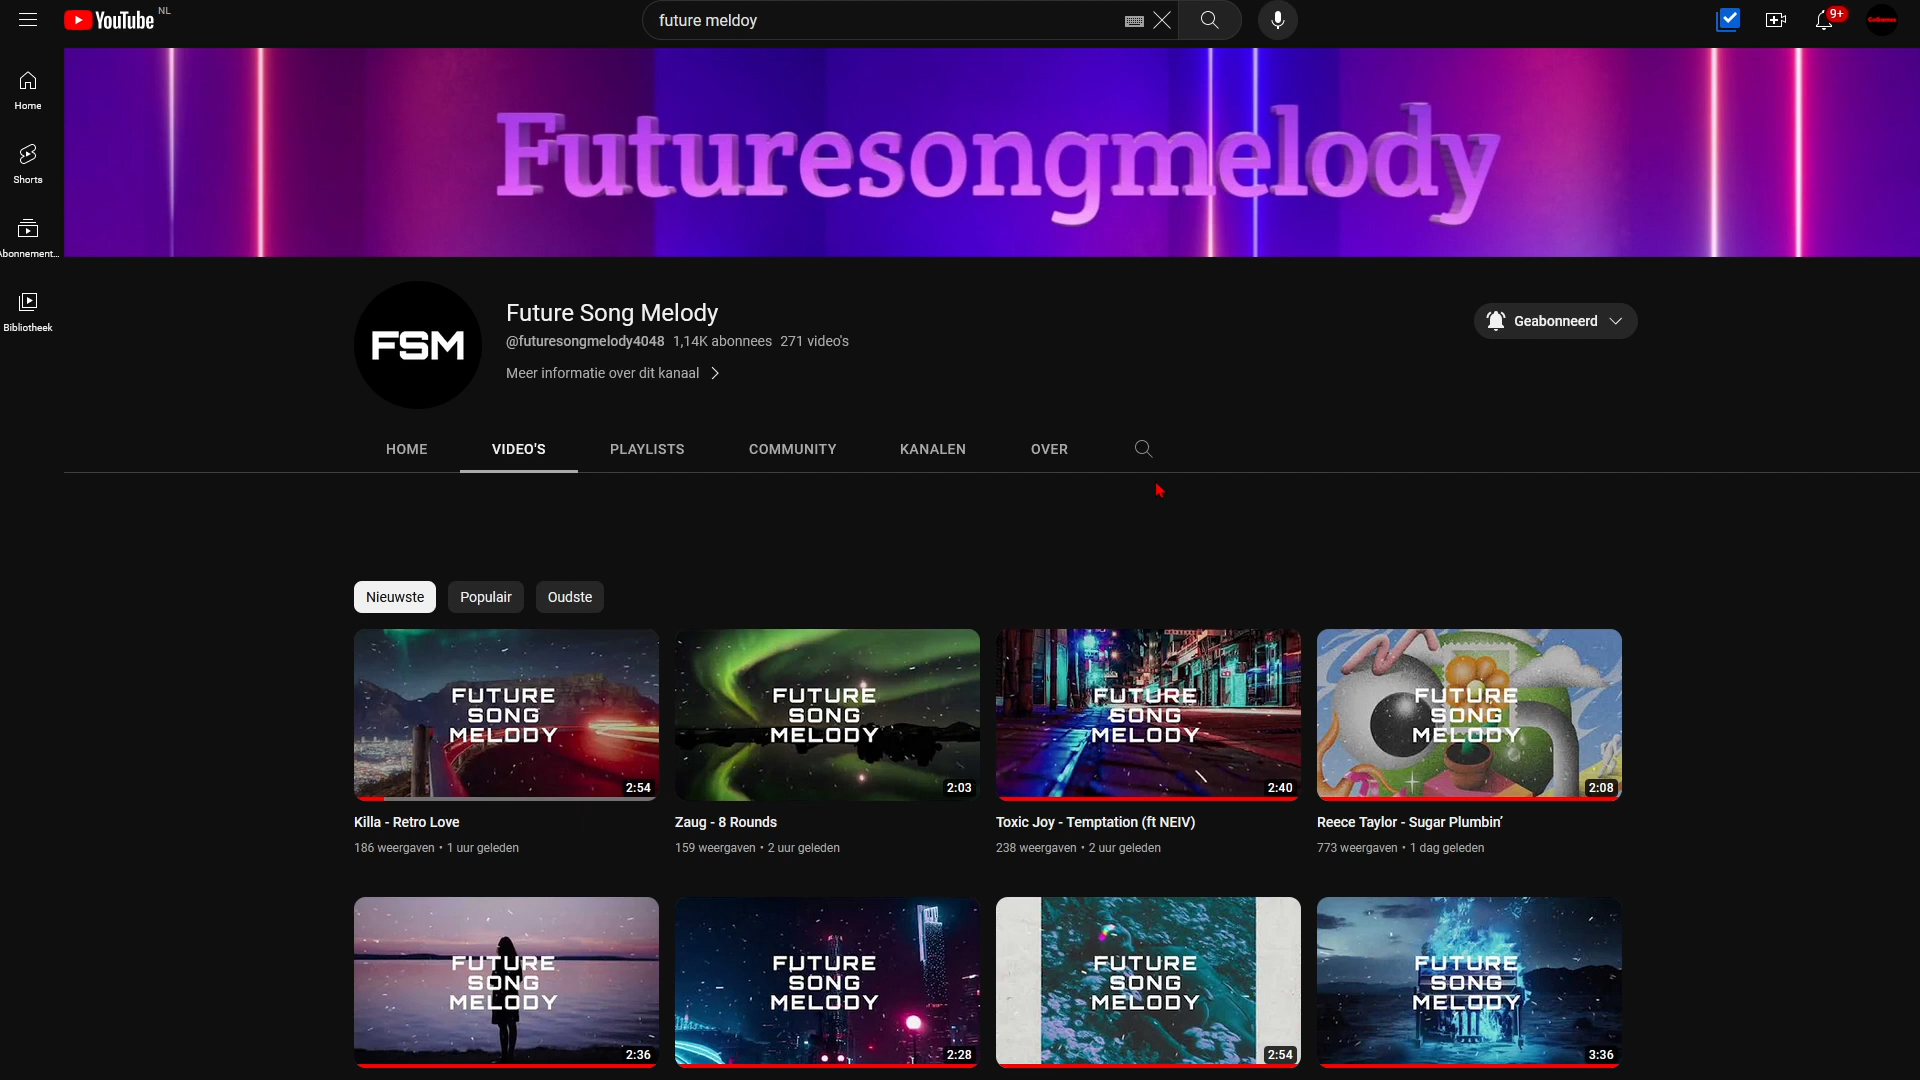 YouTube NL
future meldoy
9+
Home
Shorts
Abonnement...
Bibliotheek
Futuresongmelody
FSM
Future Song Melody
@futuresongmelody4048 1,14K abonnees 271 video's
Meer informatie over dit kanaal
Geabonneerd
HOME VIDEO'S PLAYLISTS COMMUNITY KANALEN OVER
Nieuwste Populair Oudste
FUTURE
SONG
MELODY
2:54
Killa - Retro Love
186 weergaven • 1 uur geleden
FUTURE
SONG
MELODY
2:03
Zaug - 8 Rounds
159 weergaven • 2 uur geleden
FUTURE
SONG
MELODY
2:40
Toxic Joy - Temptation (ft NEIV)
238 weergaven • 2 uur geleden
FUTURE
SONG
MELODY
2:08
Reece Taylor - Sugar Plumbin’
773 weergaven • 1 dag geleden
FUTURE
SONG
MELODY
2:36
FUTURE
SONG
MELODY
2:28
FUTURE
SONG
MELODY
2:54
FUTURE
SONG
MELODY
3:36